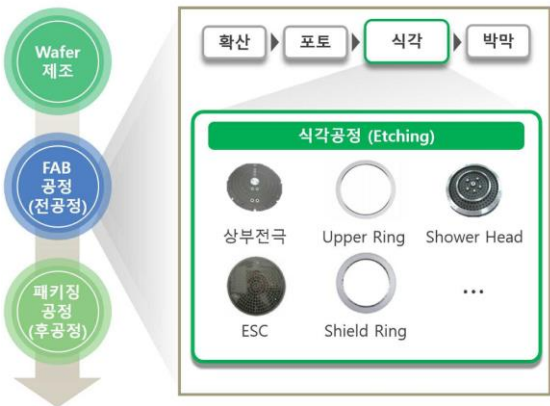 Wafer
제조
FAB
공정
(전공정)
패키징
공정
(후공정)
확산
포토
식각
박막
식각공정 (Etching)
상부전극
Upper Ring
Shower Head
ESC
Shield Ring
...